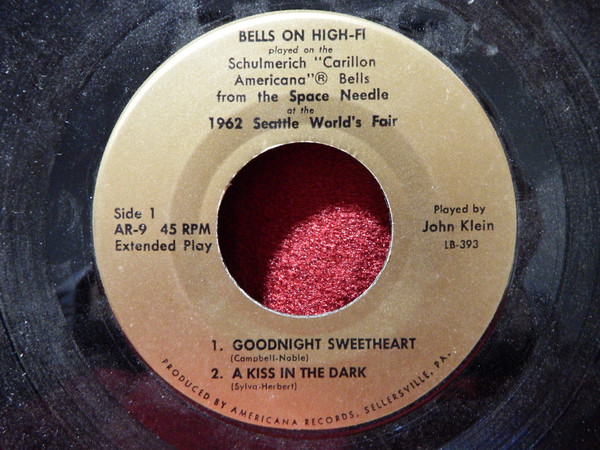 BELLS ON HIGH-FI
played on the
Schulmerich "Carillon
Americana"® Bells
from the Space Needle
at the
1962 Seattle World's Fair
Side 1
AR-9 45 RPM
Extended Play
Played by
John Klein
LB-393
1. GOODNIGHT SWEETHEART
(Campbell-Noble)
2. A KISS IN THE DARK
(Sylva-Herbert)
PRODUCED BY AMERICANA RECORDS, SELLERSVILLE, PA.